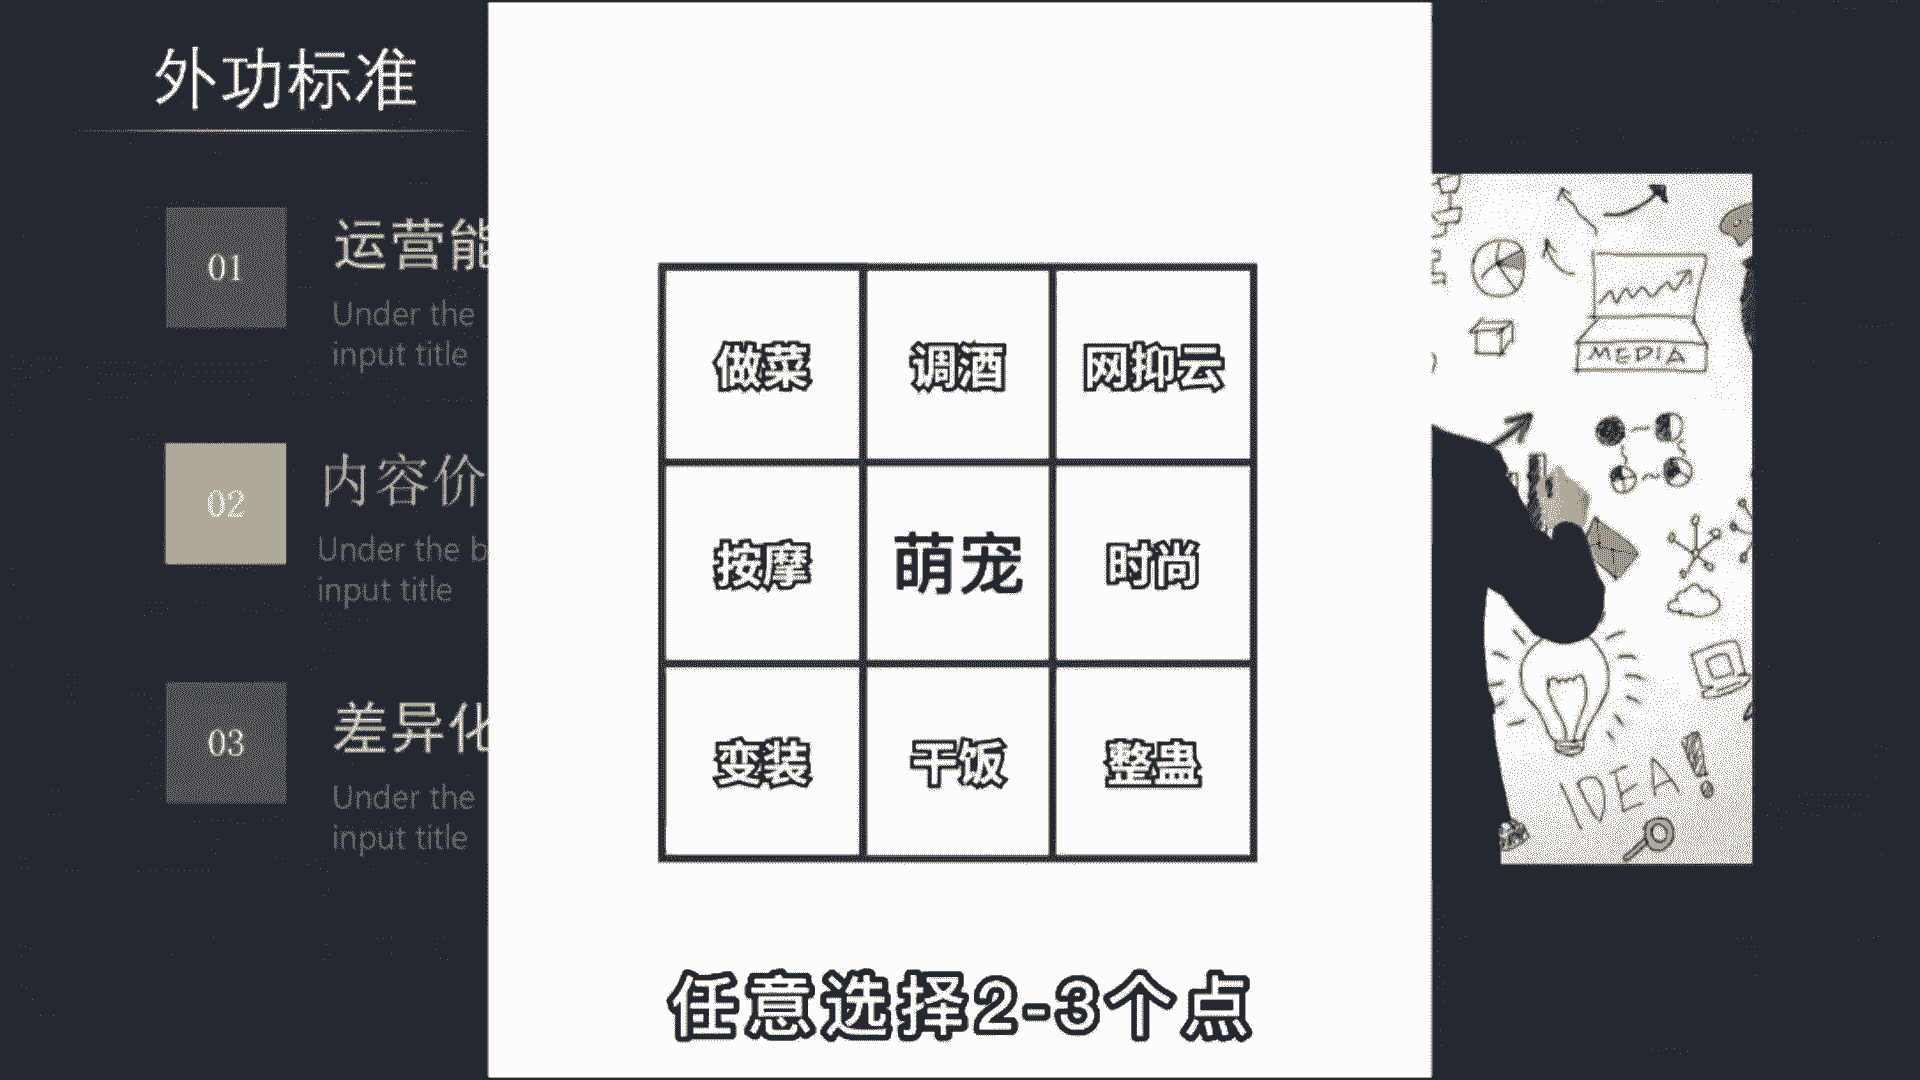 外功标准
01
运营能
Under the
input title
02
内容价
Under the b
input title
03
差异化
Under the
input title
做菜
调酒
网抑云
按摩
萌宠
时尚
变装
干饭
整蛊
任意选择2-3个点
MEDIA
IDEA!